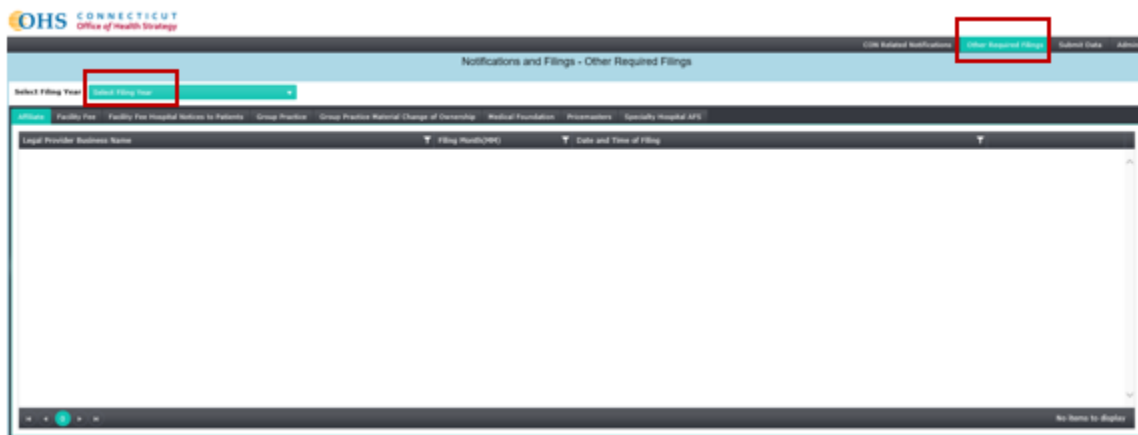 OHS CONNECTICUT
Office of Health Strategy
CON Related Notifications Other Required Filings Submit Data Admin
Notifications and Filings - Other Required Filings
Select Filing Year Select Filing Year
Affiliate Facility Fee Facility Fee Hospital Notices to Patients Group Practice Group Practice Material Change of Ownership Medical Foundation Pricemasters Specialty Hospital AFS
Legal Provider Business Name Filing Month(MM) Date and Time of Filing
0 No items to display